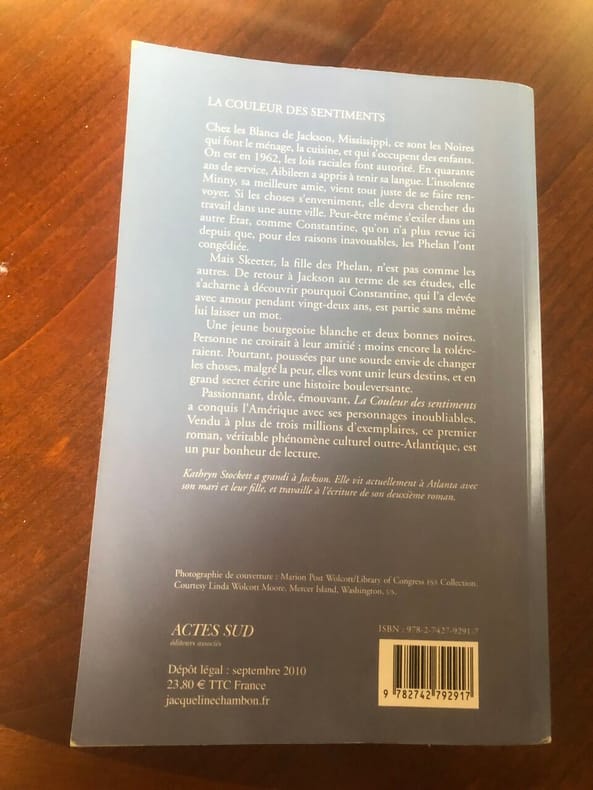 LA COULEUR DES SENTIMENTS
Chez les Blancs de Jackson, Mississippi, ce sont les Noires
qui font le ménage, la cuisine, et qui s'occupent des enfants.
On est en 1962, les lois raciales font autorité. En quarante
ans de service, Aibileen a appris à tenir sa langue. L'insolente
Minny, sa meilleure amie, vient tout juste de se faire ren-
voyer. Si les choses s'enveniment, elle devra chercher du
travail dans une autre ville. Peut-être même s'exiler dans un
autre Etat, comme Constantine, qu'on n'a plus revue ici
depuis que, pour des raisons inavouables, les Phelan l'ont
congédiée.
Mais Skeeter, la fille des Phelan, n'est pas comme les
autres. De retour à Jackson au terme de ses études, elle
s'acharne à découvrir pourquoi Constantine, qui l'a élevée
avec amour pendant vingt-deux ans, est partie sans même
lui laisser un mot.
Une jeune bourgeoise blanche et deux bonnes noires.
Personne ne croirait à leur amitié ; moins encore la tolére-
raient. Pourtant, poussées par une sourde envie de changer
les choses, malgré la peur, elles vont unir leurs destins, et en
grand secret écrire une histoire bouleversante.
Passionnant, drôle, émouvant, La Couleur des sentiments
a conquis l'Amérique avec ses personnages inoubliables.
Vendu à plus de trois millions d'exemplaires, ce premier
roman, véritable phénomène culturel outre-Atlantique, est
un pur bonheur de lecture.
Kathryn Stockett a grandi à Jackson. Elle vit actuellement à Atlanta avec
son mari et leur fille, et travaille à l'écriture de son deuxième roman.
Photographie de couverture : Marion Post Wolcott/Library of Congress FSA Collection.
Courtesy Linda Wolcott Moore, Mercer Island, Washington, US.
ACTES SUD
éditeurs associés
Dépôt légal : septembre 2010
23,80 € TTC France
jacquelinechambon.fr
ISBN : 978-2-7427-9291-7
9 782742 792917